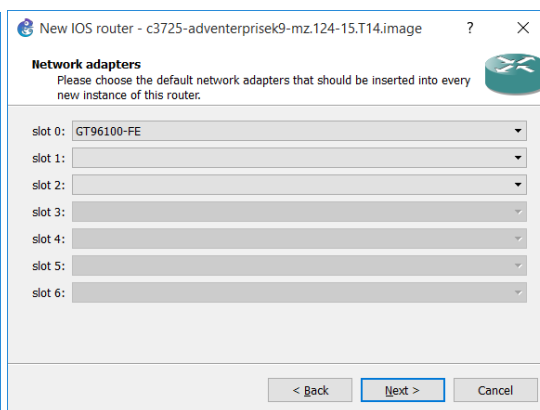 New IOS router - c3725-adventerprisek9-mz.124-15.T14.image ?
Network adapters
Please choose the default network adapters that should be inserted into every
new instance of this router.
slot 0: GT96100-FE
slot 1:
slot 2:
slot 3:
slot 4:
slot 5:
slot 6:
< Back Next > Cancel